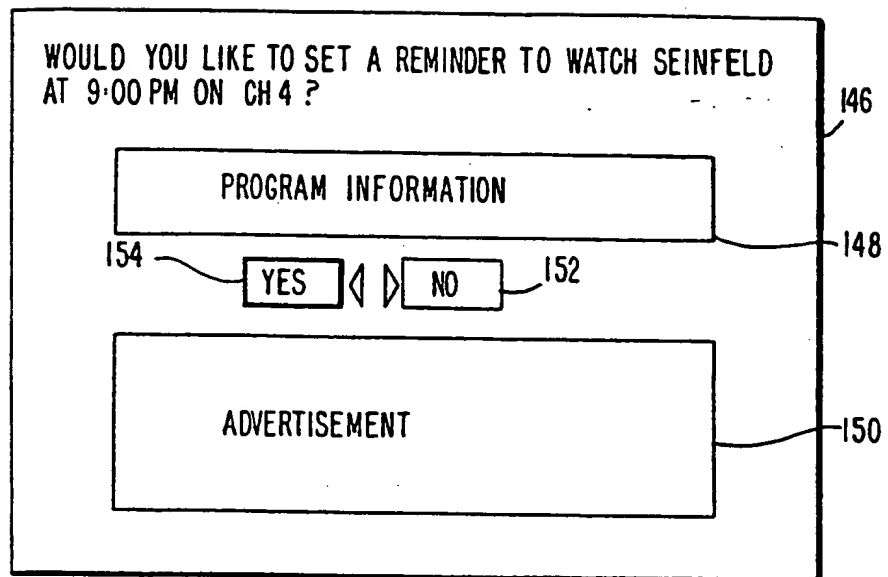 WOULD YOU LIKE TO SET A REMINDER TO WATCH SEINFELD
AT 9:00 PM ON CH 4 ?
146
PROGRAM INFORMATION
148
154
YES
NO
152
ADVERTISEMENT
150